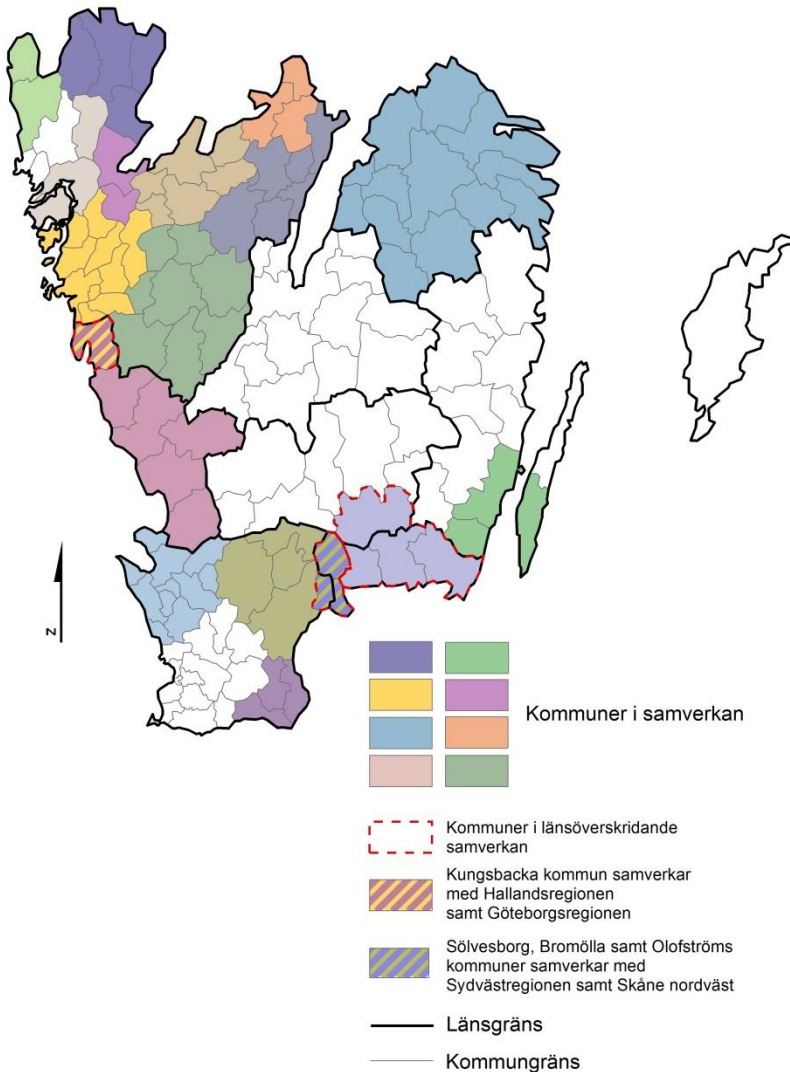 N
Kommuner i samverkan
Kommuner i länsöverskridande
samverkan
Kungsbacka kommun samverkar
med Hallandsregionen
samt Göteborgsregionen
Sölvesborg, Bromölla samt Olofströms
kommuner samverkar med
Sydvästregionen samt Skåne nordväst
Länsgräns
Kommungräns